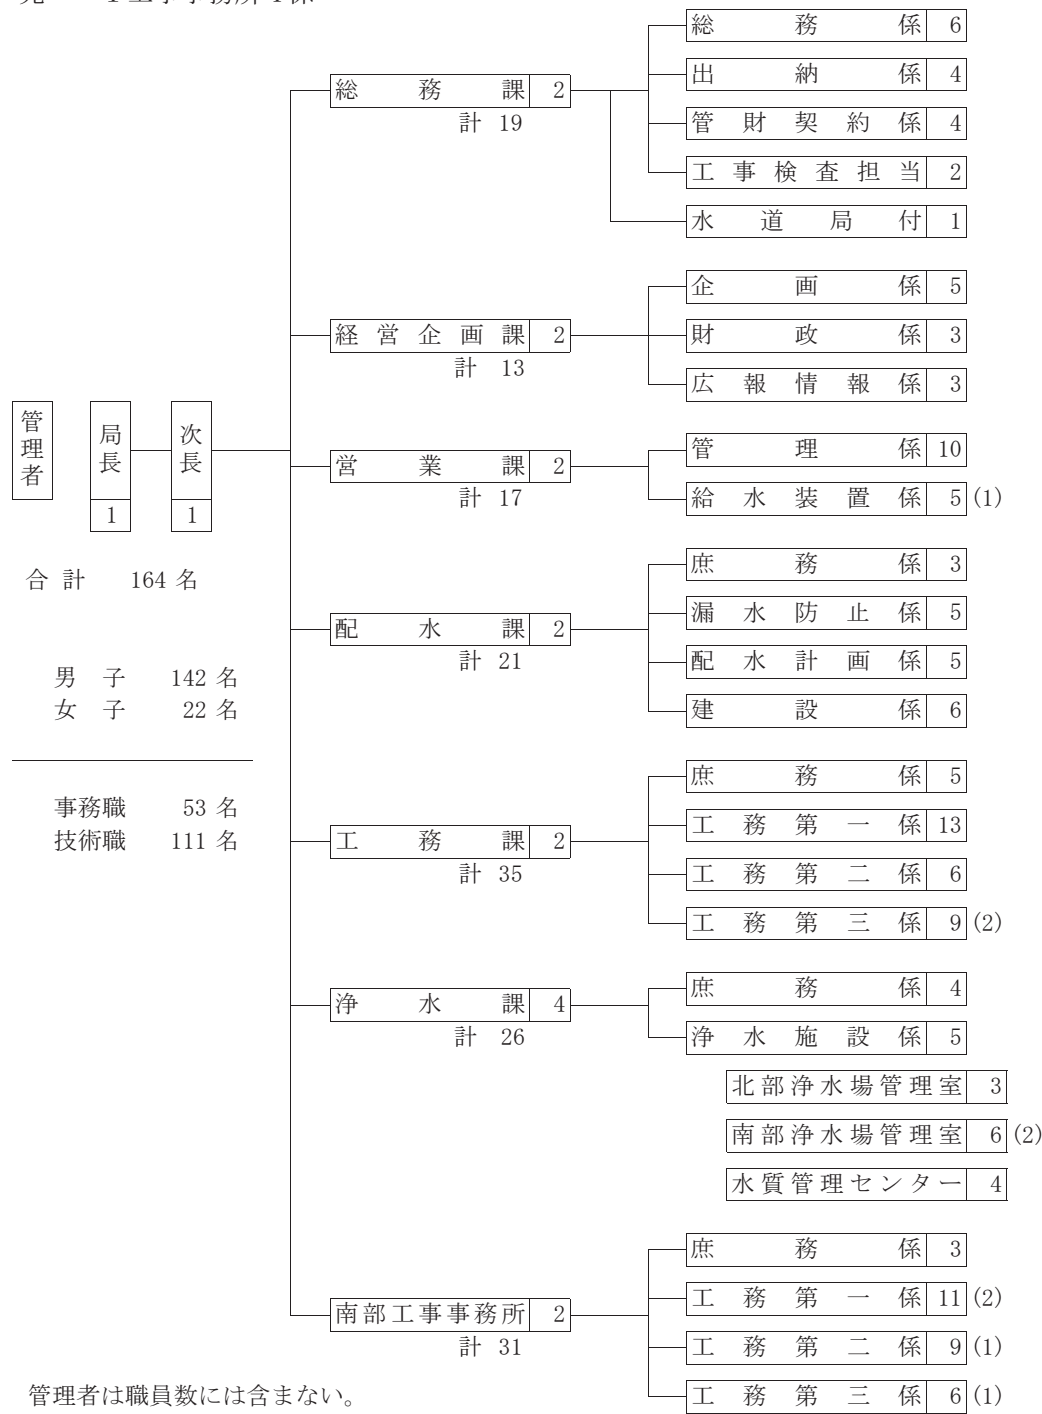 総務係 6
出納係 4
総務課 2
計 19
管財契約係 4
工事検査担当 2
水道局付 1
企画係 5
経営企画課 2
計 13
財政係 3
広報情報係 3
管理者
局長 1
次長 1
営業課 2
計 17
管理係 10
給水装置係 5 (1)
合計 164 名
男子 142 名
女子 22 名
事務職 53 名
技術職 111 名
配水課 2
計 21
庶務係 3
漏水防止係 5
配水計画係 5
建設係 6
工務課 2
計 35
庶務係 5
工務第一係 13
工務第二係 6
工務第三係 9 (2)
浄水課 4
計 26
庶務係 4
浄水施設係 5
北部浄水場管理室 3
南部浄水場管理室 6 (2)
水質管理センター 4
南部工事事務所 2
計 31
庶務係 3
工務第一係 11 (2)
工務第二係 9 (1)
工務第三係 6 (1)
管理者は職員数には含まない。